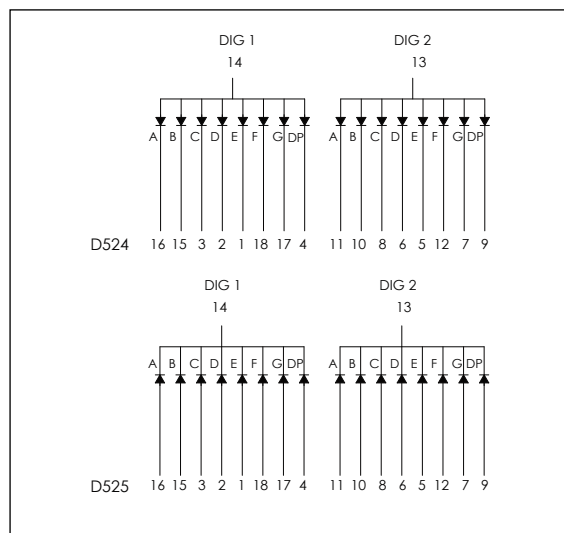 DIG 1 DIG 2
14 13
A B C D E F G DP A B C D E F G DP
D524 16 15 3 2 1 18 17 4 11 10 8 6 5 12 7 9
DIG 1 DIG 2
14 13
A B C D E F G DP A B C D E F G DP
D525 16 15 3 2 1 18 17 4 11 10 8 6 5 12 7 9